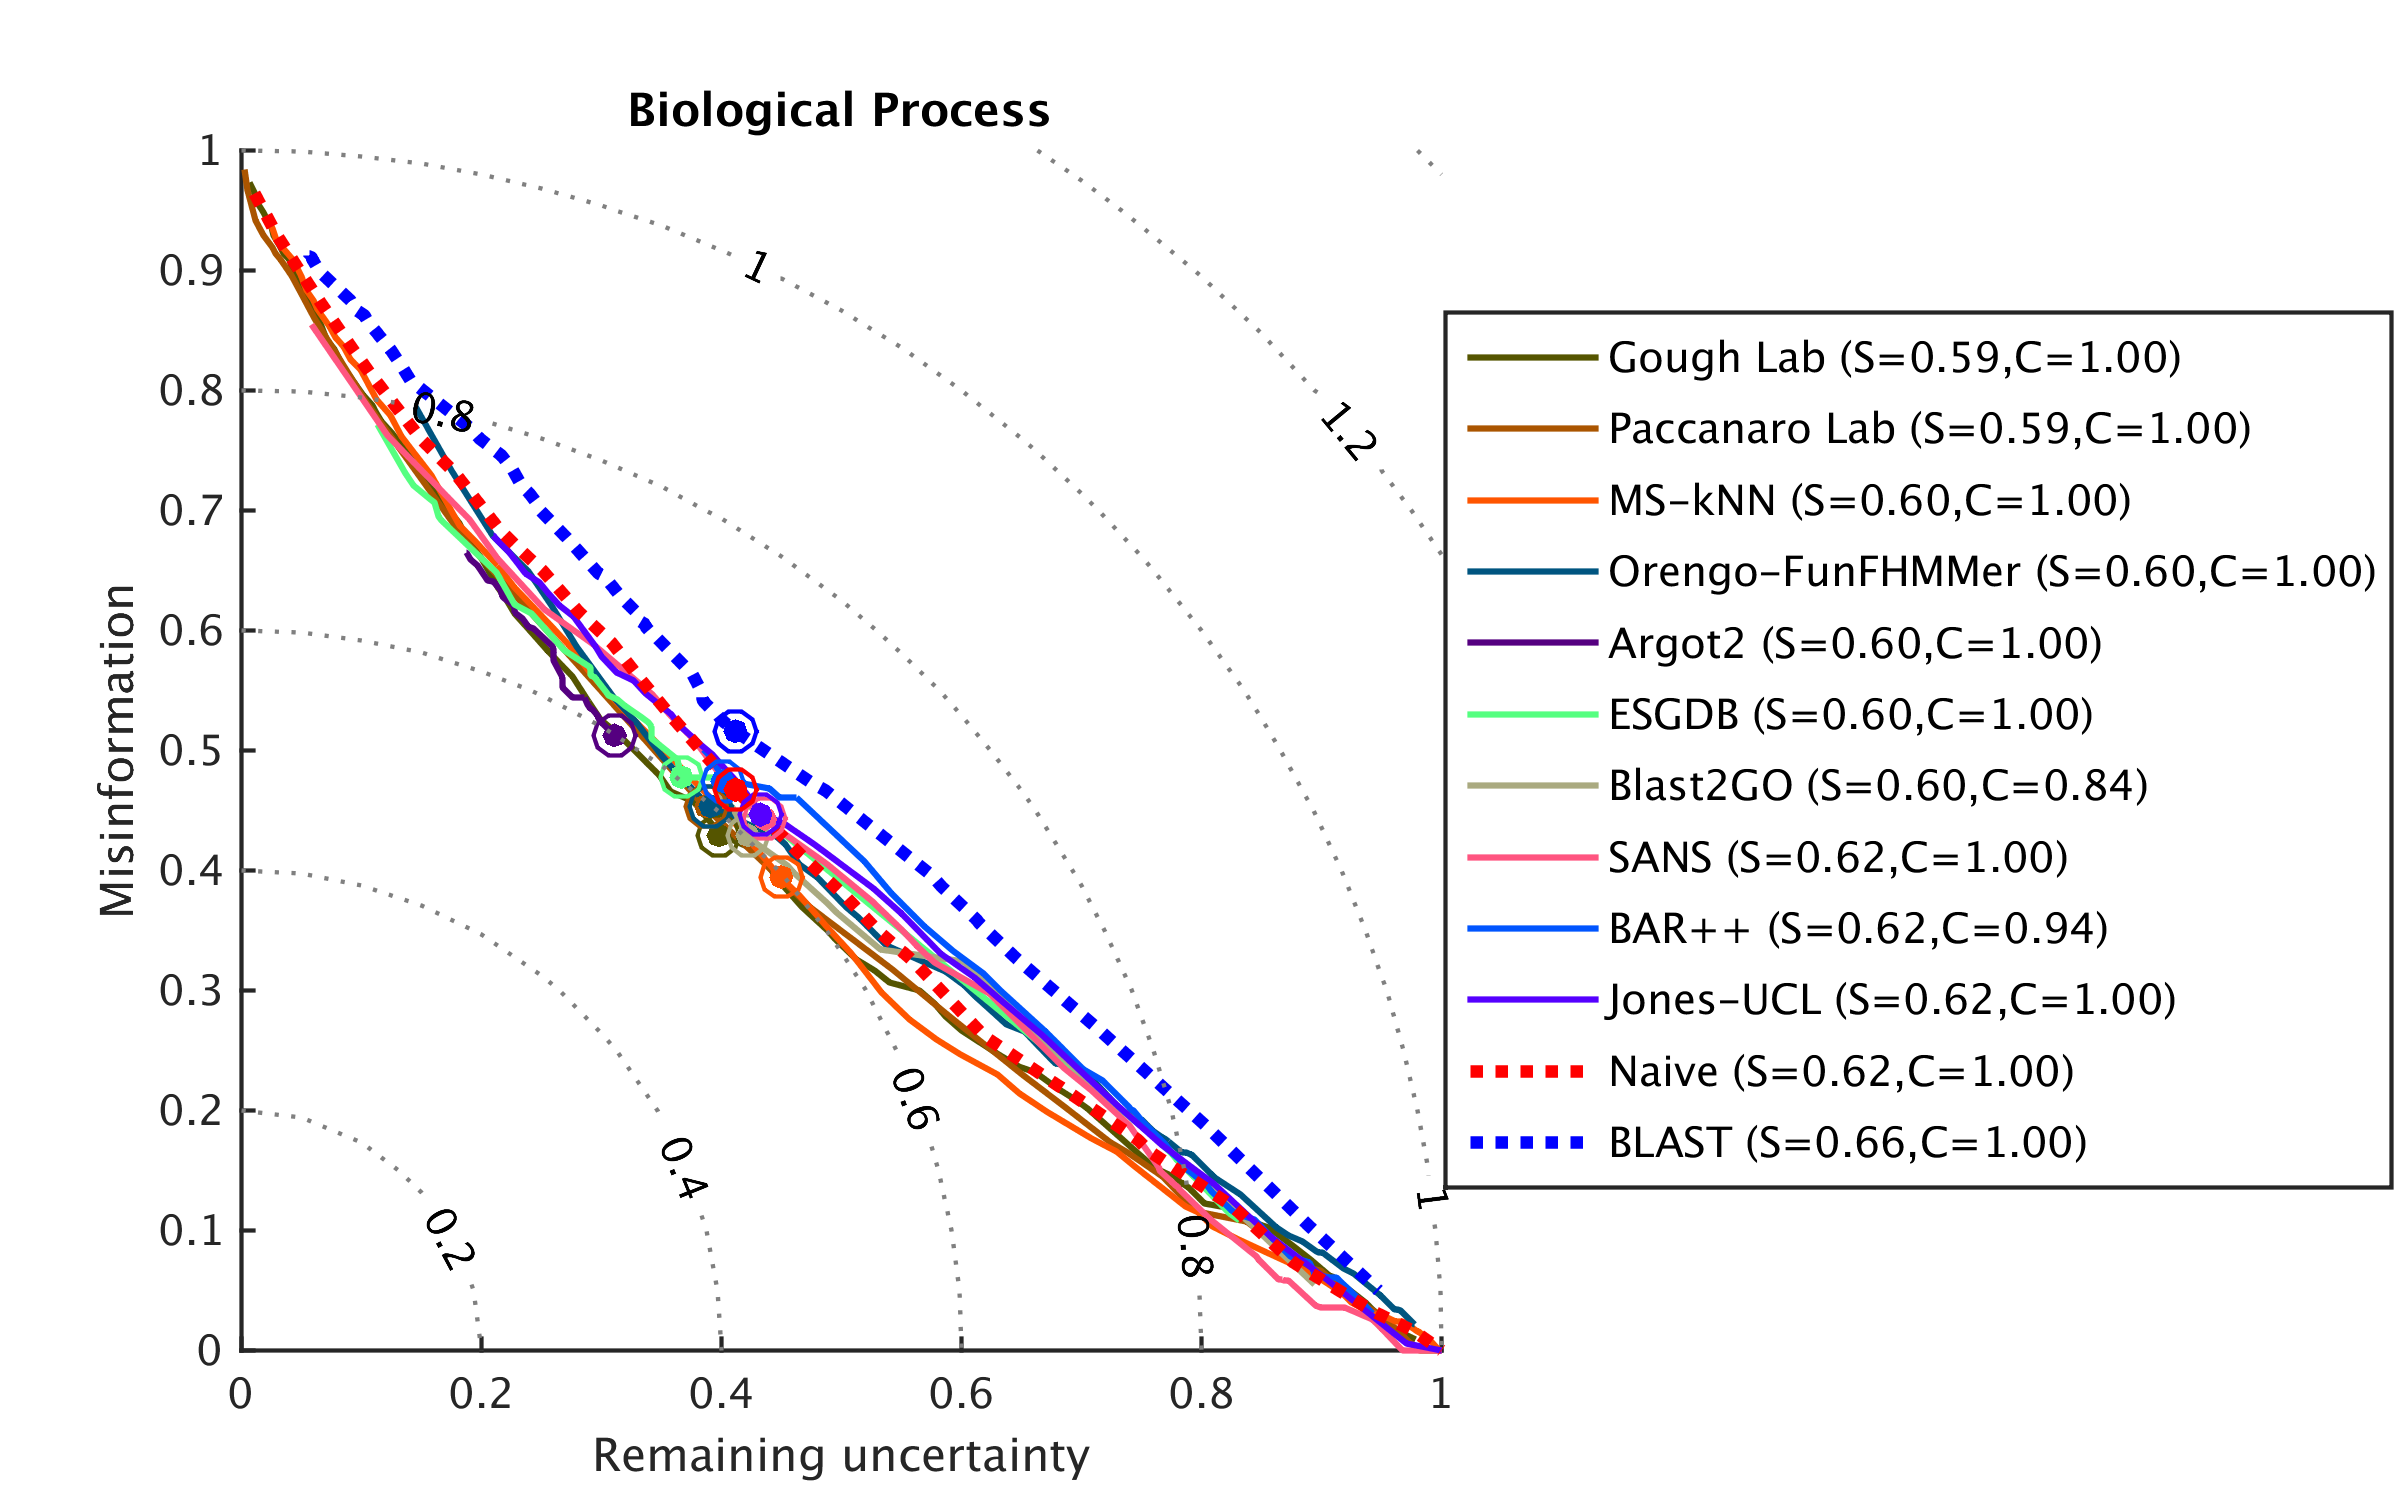 Biological Process
1
0.9
0.8
0.7
0.6
0.5
0.4
0.3
0.2
0.1
0
Misinformation
0
0.2
0.4
0.6
0.8
1
Remaining uncertainty
0.2
0.4
0.6
0.8
0.8
1
1
1.2
Gough Lab (S=0.59,C=1.00)
Paccanaro Lab (S=0.59,C=1.00)
MS-kNN (S=0.60,C=1.00)
Orengo-FunFHMMer (S=0.60,C=1.00)
Argot2 (S=0.60,C=1.00)
ESGDB (S=0.60,C=1.00)
Blast2GO (S=0.60,C=0.84)
SANS (S=0.62,C=1.00)
BAR++ (S=0.62,C=0.94)
Jones-UCL (S=0.62,C=1.00)
Naive (S=0.62,C=1.00)
BLAST (S=0.66,C=1.00)